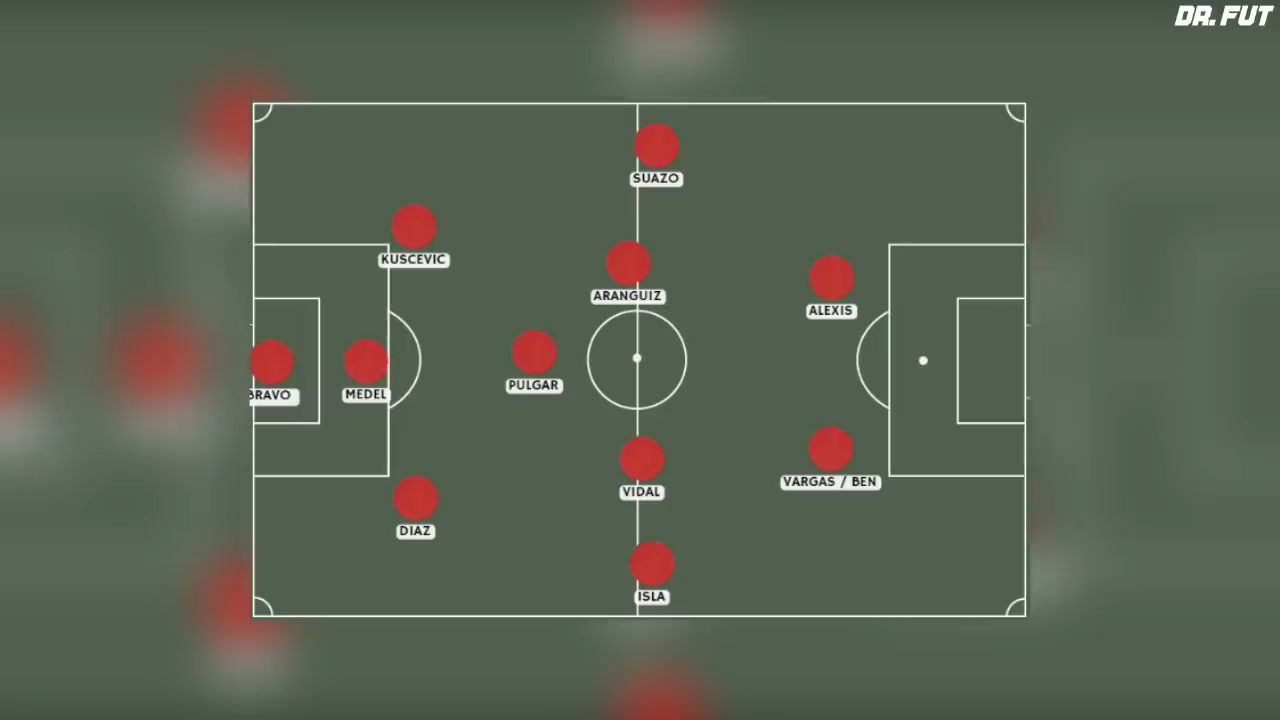 DR. FUT
SUAZO
KUSCEVIC
ARANGUIZ
ALEXIS
PULGAR
BRAVO
MEDEL
VIDAL
VARGAS / BEN
DIAZ
ISLA